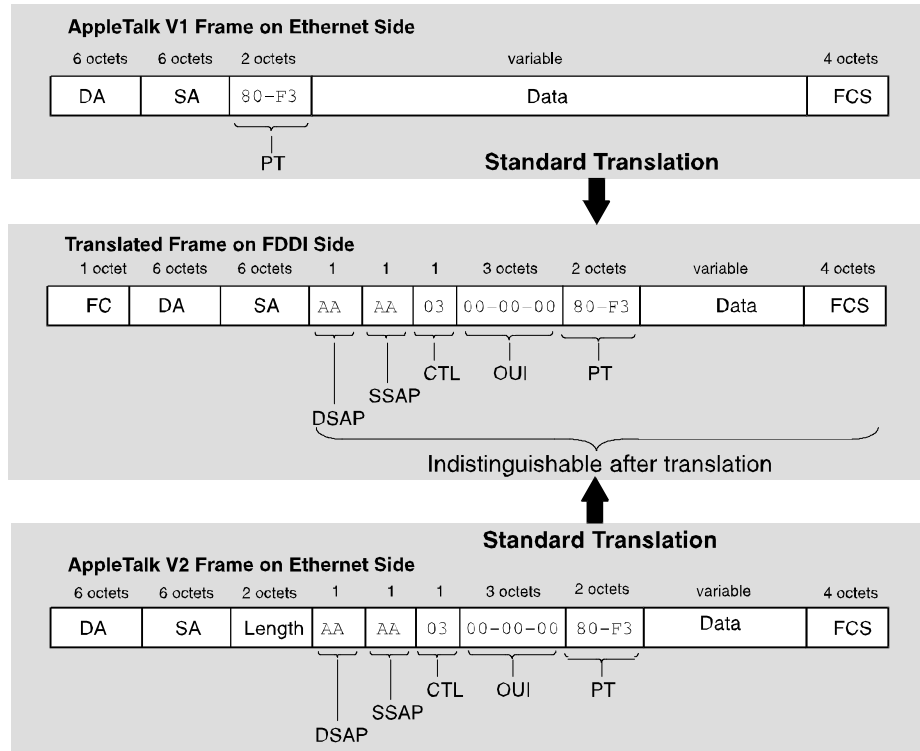 AppleTalk V1 Frame on Ethernet Side
6 octets 6 octets 2 octets variable 4 octets
DA SA 80-F3 Data FCS
PT
Standard Translation
Translated Frame on FDDI Side
1 octet 6 octets 6 octets 1 1 1 3 octets 2 octets variable 4 octets
FC DA SA AA AA 03 00-00-00 80-F3 Data FCS
CTL OUI PT
SSAP
DSAP
Indistinguishable after translation
Standard Translation
AppleTalk V2 Frame on Ethernet Side
6 octets 6 octets 2 octets 1 1 1 3 octets 2 octets variable 4 octets
DA SA Length AA AA 03 00-00-00 80-F3 Data FCS
CTL OUI PT
SSAP
DSAP